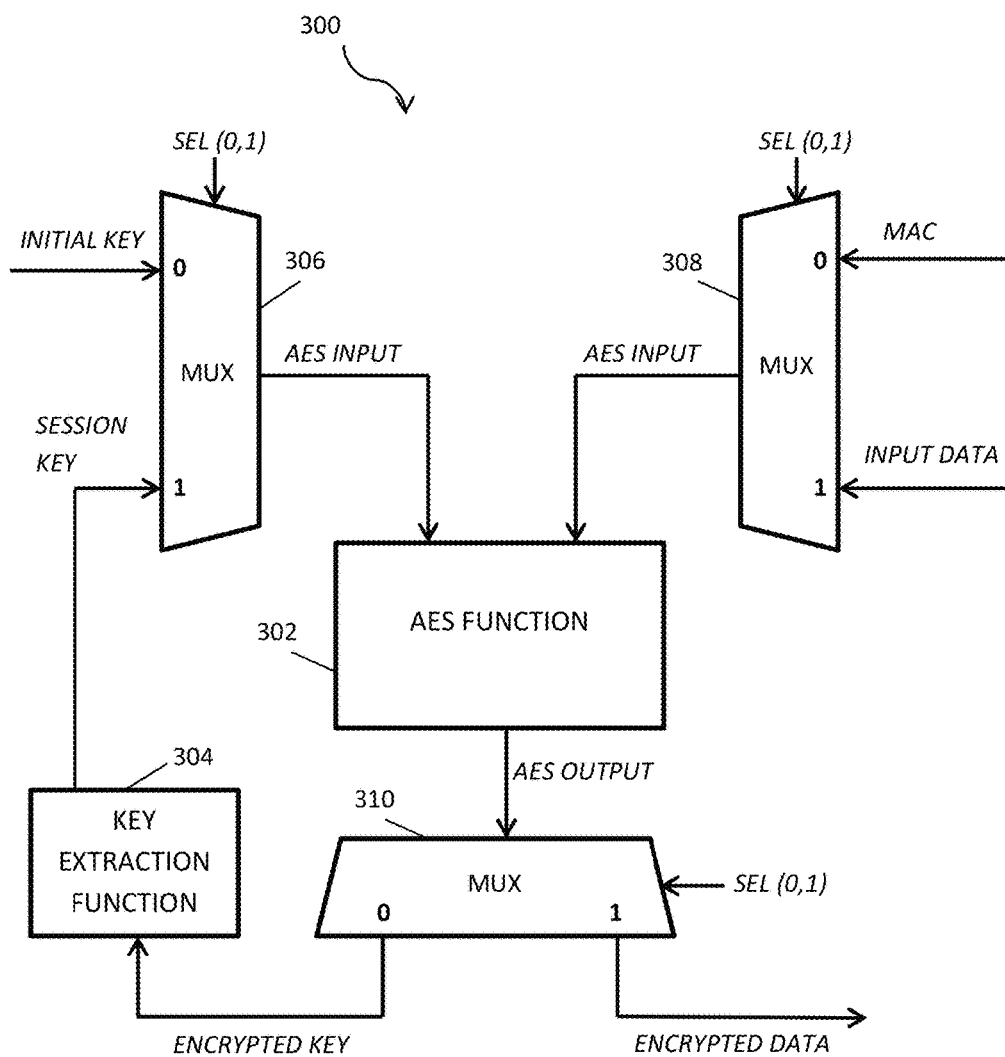 300
SEL (0,1)
SEL (0,1)
INITIAL KEY
0
306
MUX
AES INPUT
SESSION
KEY
1
MAC
0
308
MUX
AES INPUT
INPUT DATA
1
AES FUNCTION
302
AES OUTPUT
304
KEY
EXTRACTION
FUNCTION
310
MUX
0
1
SEL (0,1)
ENCRYPTED KEY
ENCRYPTED DATA